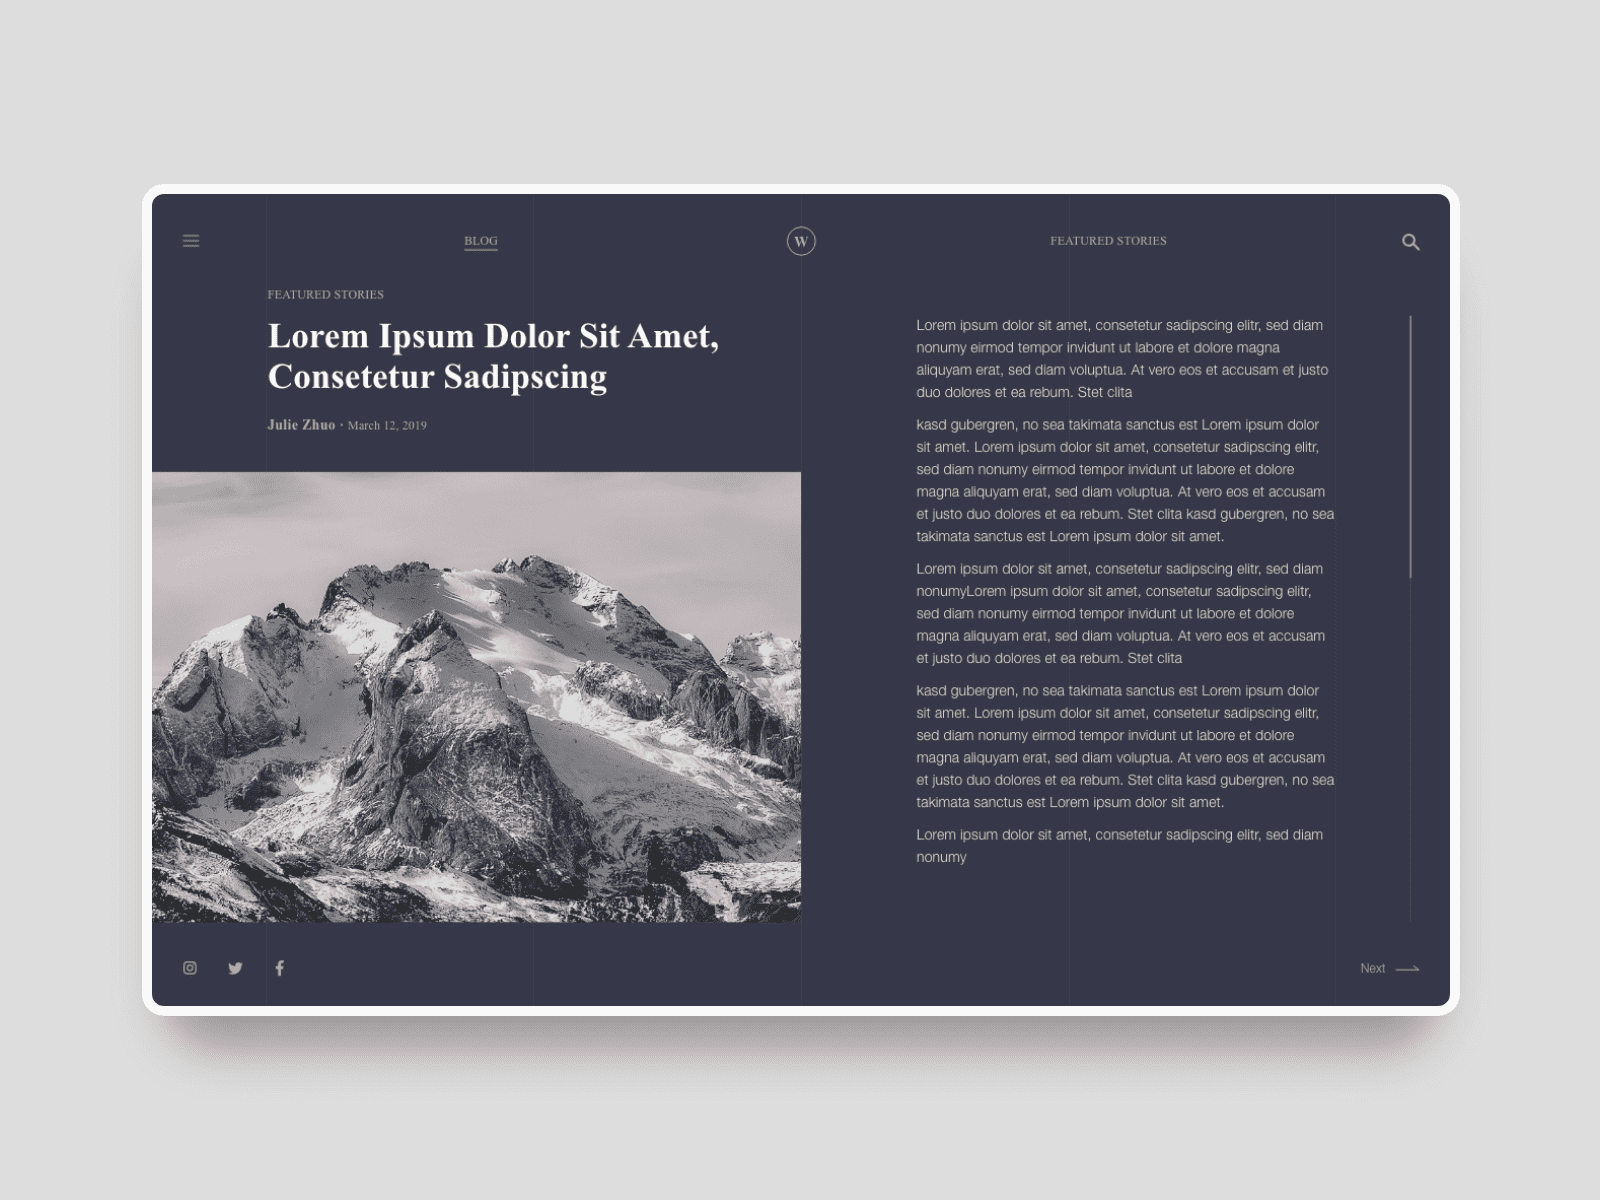 BLOG
W
FEATURED STORIES
FEATURED STORIES
Lorem Ipsum Dolor Sit Amet,
Consetetur Sadipscing
Julie Zhuo · March 12, 2019
Lorem ipsum dolor sit amet, consetetur sadipscing elitr, sed diam
nonumy eirmod tempor invidunt ut labore et dolore magna
aliquyam erat, sed diam voluptua. At vero eos et accusam et justo
duo dolores et ea rebum. Stet clita
kasd gubergren, no sea takimata sanctus est Lorem ipsum dolor
sit amet. Lorem ipsum dolor sit amet, consetetur sadipscing elitr,
sed diam nonumy eirmod tempor invidunt ut labore et dolore
magna aliquyam erat, sed diam voluptua. At vero eos et accusam
et justo duo dolores et ea rebum. Stet clita kasd gubergren, no sea
takimata sanctus est Lorem ipsum dolor sit amet.
Lorem ipsum dolor sit amet, consetetur sadipscing elitr, sed diam
nonumyLorem ipsum dolor sit amet, consetetur sadipscing elitr,
sed diam nonumy eirmod tempor invidunt ut labore et dolore
magna aliquyam erat, sed diam voluptua. At vero eos et accusam
et justo duo dolores et ea rebum. Stet clita
kasd gubergren, no sea takimata sanctus est Lorem ipsum dolor
sit amet. Lorem ipsum dolor sit amet, consetetur sadipscing elitr,
sed diam nonumy eirmod tempor invidunt ut labore et dolore
magna aliquyam erat, sed diam voluptua. At vero eos et accusam
et justo duo dolores et ea rebum. Stet clita kasd gubergren, no sea
takimata sanctus est Lorem ipsum dolor sit amet.
Lorem ipsum dolor sit amet, consetetur sadipscing elitr, sed diam
nonumy
Next